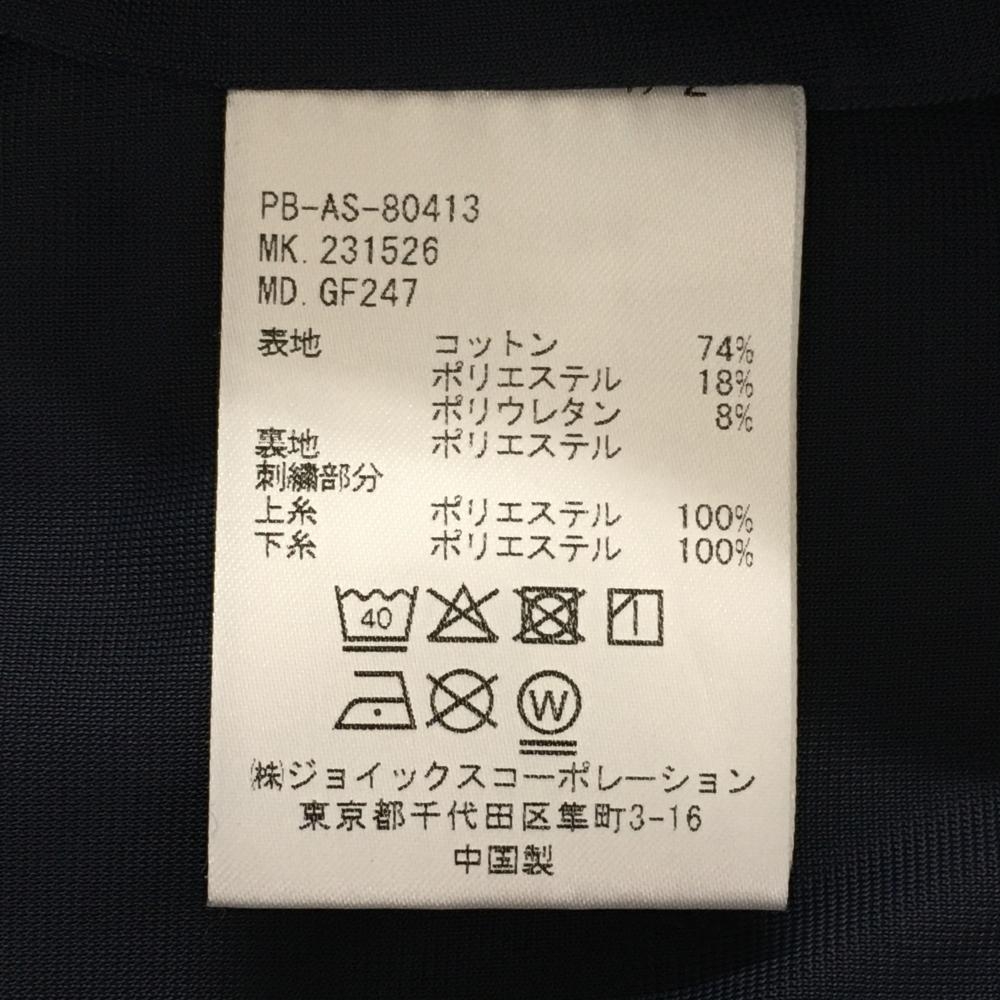 PB-AS-80413
MK. 231526
MD. GF247
表地 コットン 74%
ポリエステル 18%
ポリウレタン 8%
裏地 ポリエステル
刺繍部分
上糸 ポリエステル 100%
下糸 ポリエステル 100%
40
W
㈱ジョイックスコーポレーション
東京都千代田区隼町3-16
中国製